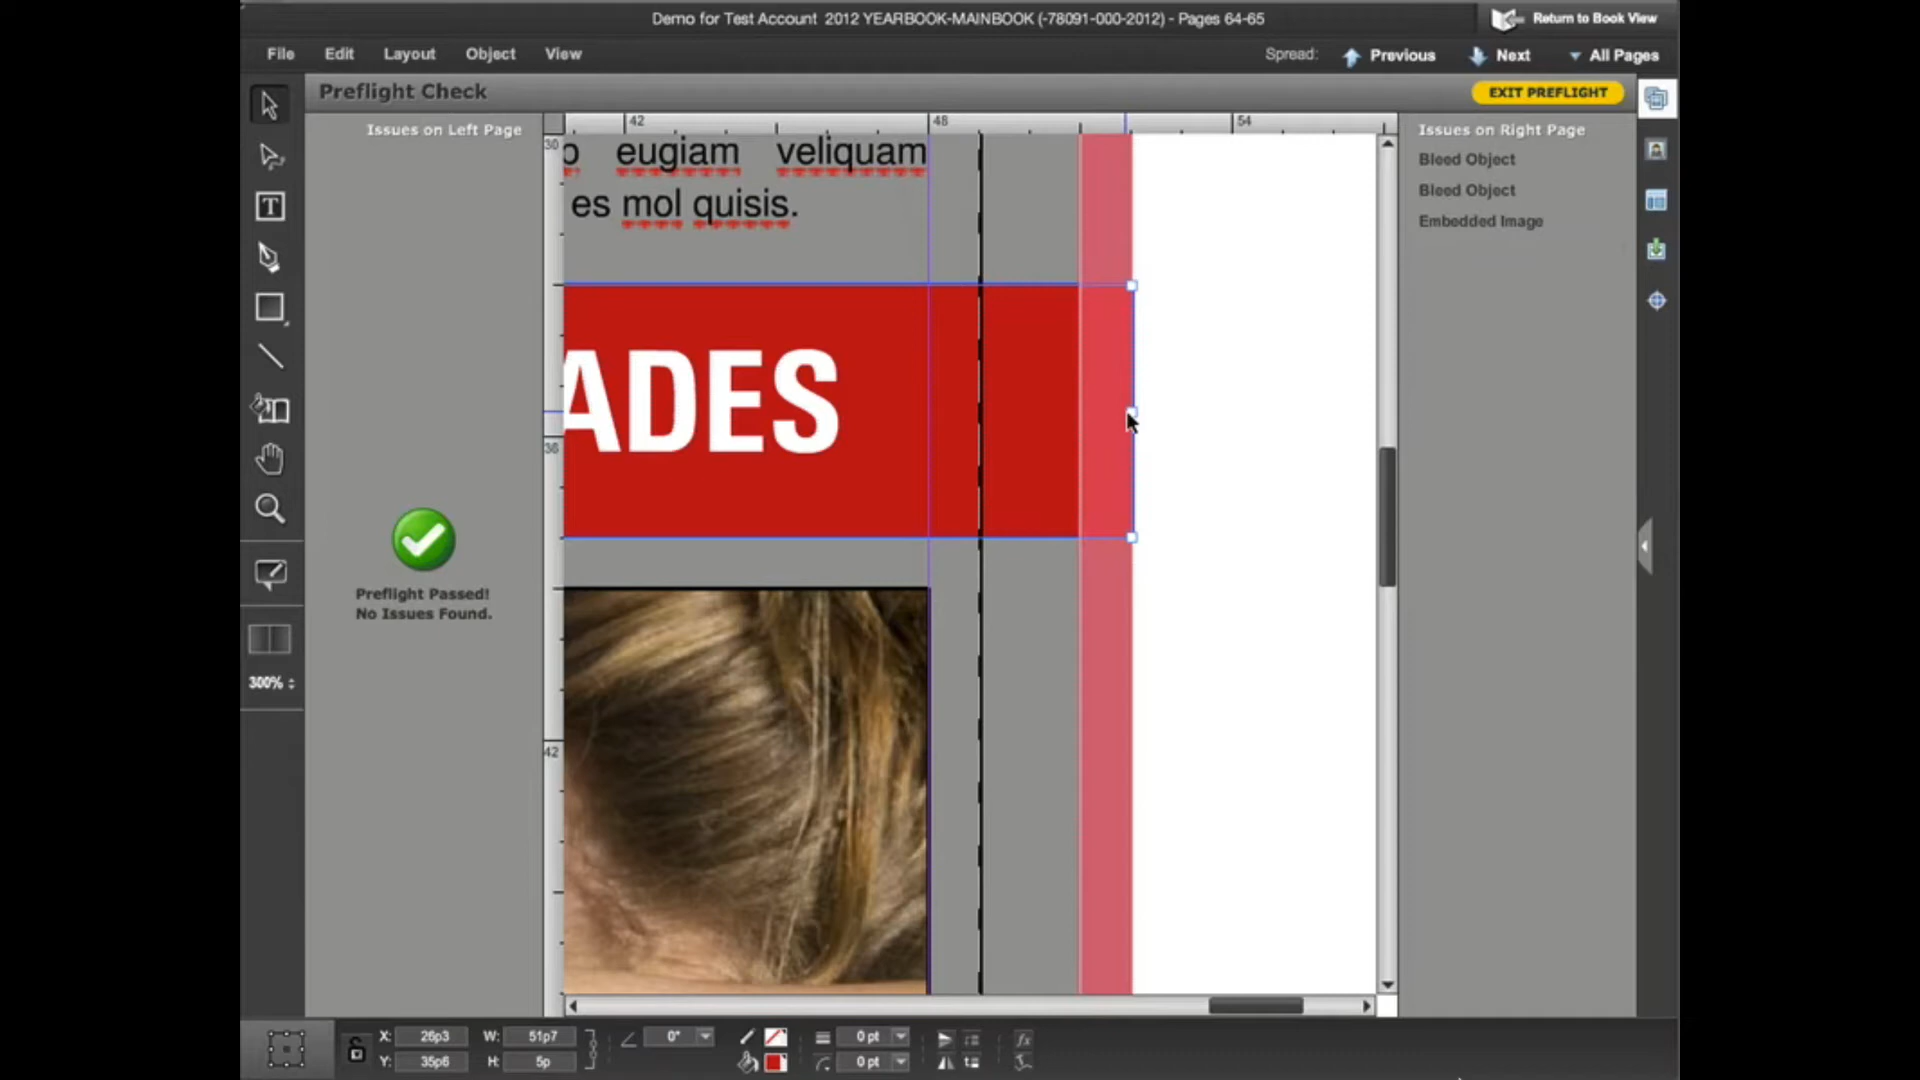 Demo for Test Account 2012 YEARBOOK-MAINBOOK (-78091-000-2012) - Pages 64-65
Return to Book View
File Edit Layout Object View
Spread: Previous Next All Pages
Preflight Check
EXIT PREFLIGHT
Issues on Left Page
Issues on Right Page
Bleed Object
Bleed Object
Embedded Image
42 48 54
30
36
42
p eugiam veliquam
es mol quisis.
ADES
Preflight Passed!
No Issues Found.
T
300%
X: 26p3 W: 51p7 0° 0 pt
Y: 35p6 H: 5p 0 pt
fx